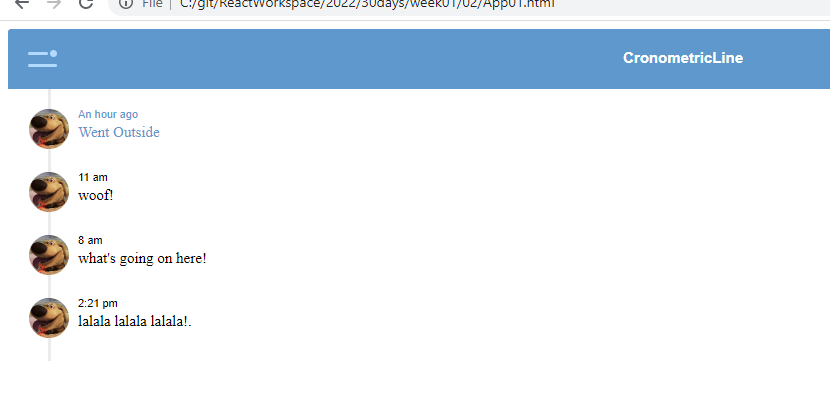 File | C:/git/ReactWorkspace/2022/30days/week01/02/App01.html
CronometricLine
An hour ago
Went Outside
11 am
woof!
8 am
what's going on here!
2:21 pm
lalala lalala lalala!.